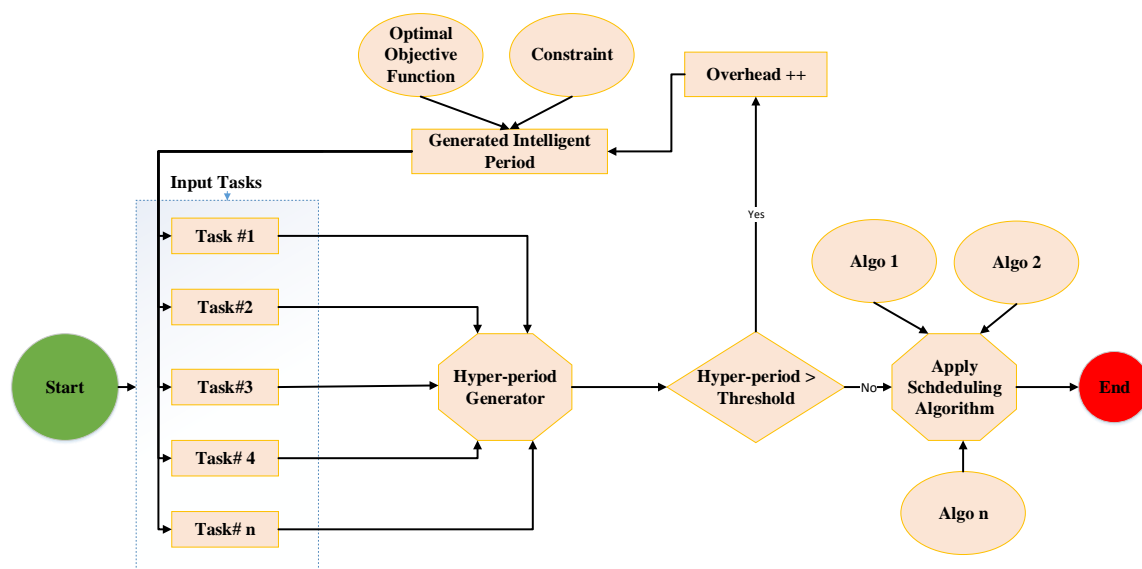 Optimal
Objective
Function
Constraint
Overhead ++
Generated Intelligent
Period
Input Tasks
Task #1
Task#2
Task#3
Task# 4
Task# n
Start
Hyper-period
Generator
Hyper-period >
Threshold
Yes
No
Algo 1
Algo 2
Apply
Schdeduling
Algorithm
Algo n
End